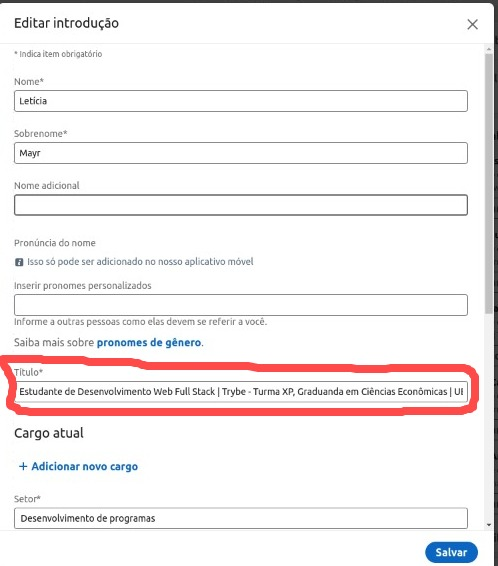 Editar introdução
* Indica item obrigatório
Nome*
Letícia
Sobrenome*
Mayr
Nome adicional
Pronúncia do nome
Isso só pode ser adicionado no nosso aplicativo móvel
Inserir pronomes personalizados
Informe a outras pessoas como elas devem se referir a você.
Saiba mais sobre pronomes de gênero.
Título*
Estudante de Desenvolvimento Web Full Stack | Trybe - Turma XP, Graduanda em Ciências Econômicas |
Cargo atual
+ Adicionar novo cargo
Setor*
Desenvolvimento de programas
Salvar